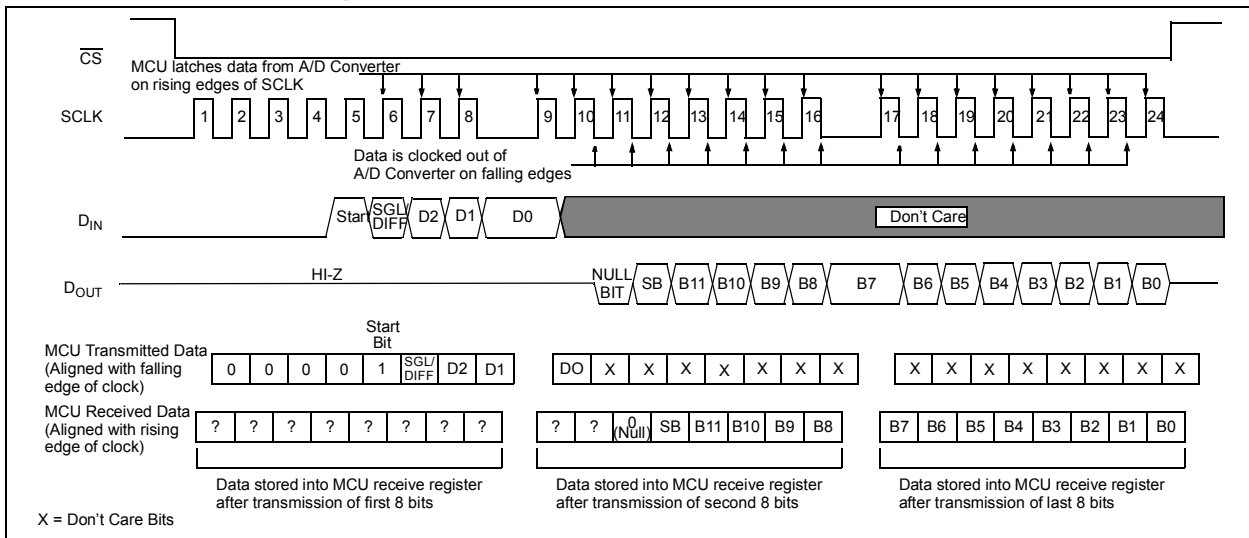 CS
MCU latches data from A/D Converter
on rising edges of SCLK
SCLK
1 2 3 4 5 6 7 8 9 10 11 12 13 14 15 16 17 18 19 20 21 22 23 24
Data is clocked out of
A/D Converter on falling edges
DIN
Start SGL/DIFF D2 D1 D0 Don't Care
HI-Z
DOUT
NULL BIT SB B11 B10 B9 B8 B7 B6 B5 B4 B3 B2 B1 B0
Start
Bit
MCU Transmitted Data
(Aligned with falling
edge of clock)
0 0 0 0 1 SGL/DIFF D2 D1 DO X X X X X X X X X X X X X X X
MCU Received Data
(Aligned with rising
edge of clock)
? ? ? ? ? ? ? ? ? ? 0 (Null) SB B11 B10 B9 B8 B7 B6 B5 B4 B3 B2 B1 B0
Data stored into MCU receive register
after transmission of first 8 bits
Data stored into MCU receive register
after transmission of second 8 bits
Data stored into MCU receive register
after transmission of last 8 bits
X = Don't Care Bits